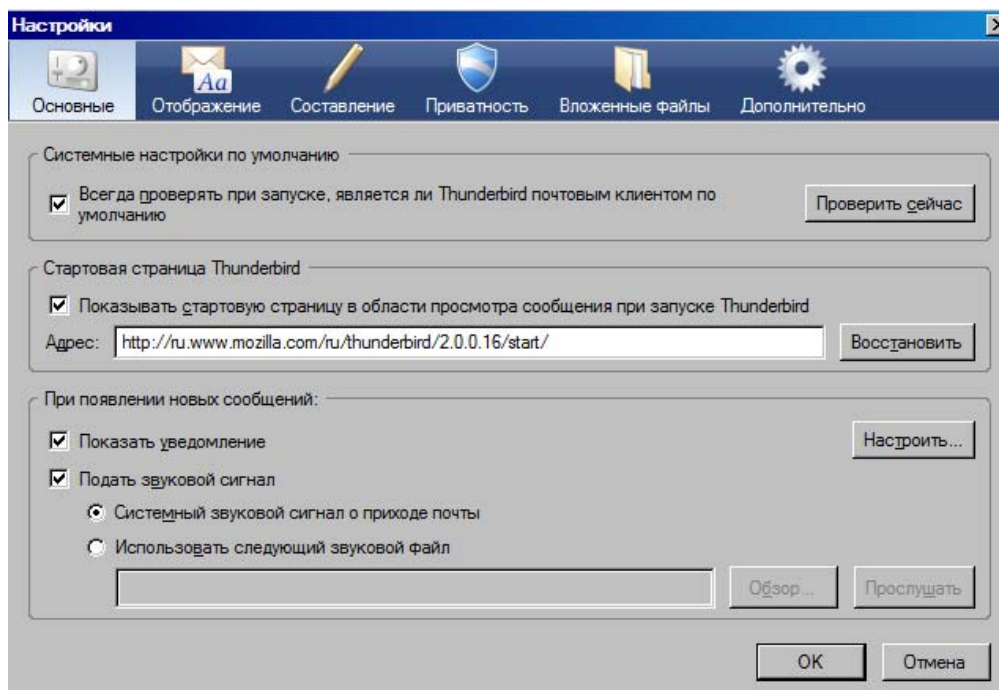 Настройки
Основные
Aa
Отображение
Составление
Приватность
Вложенные файлы
Дополнительно
Системные настройки по умолчанию
Всегда проверять при запуске, является ли Thunderbird почтовым клиентом по
умолчанию
Проверить сейчас
Стартовая страница Thunderbird
Показывать стартовую страницу в области просмотра сообщения при запуске Thunderbird
Адрес: http://ru.www.mozilla.com/ru/thunderbird/2.0.0.16/start/ Восстановить
При появлении новых сообщений:
Показать уведомление Настроить...
Подать звуковой сигнал
Системный звуковой сигнал о приходе почты
Использовать следующий звуковой файл
Обзор... Прослушать
OK Отмена